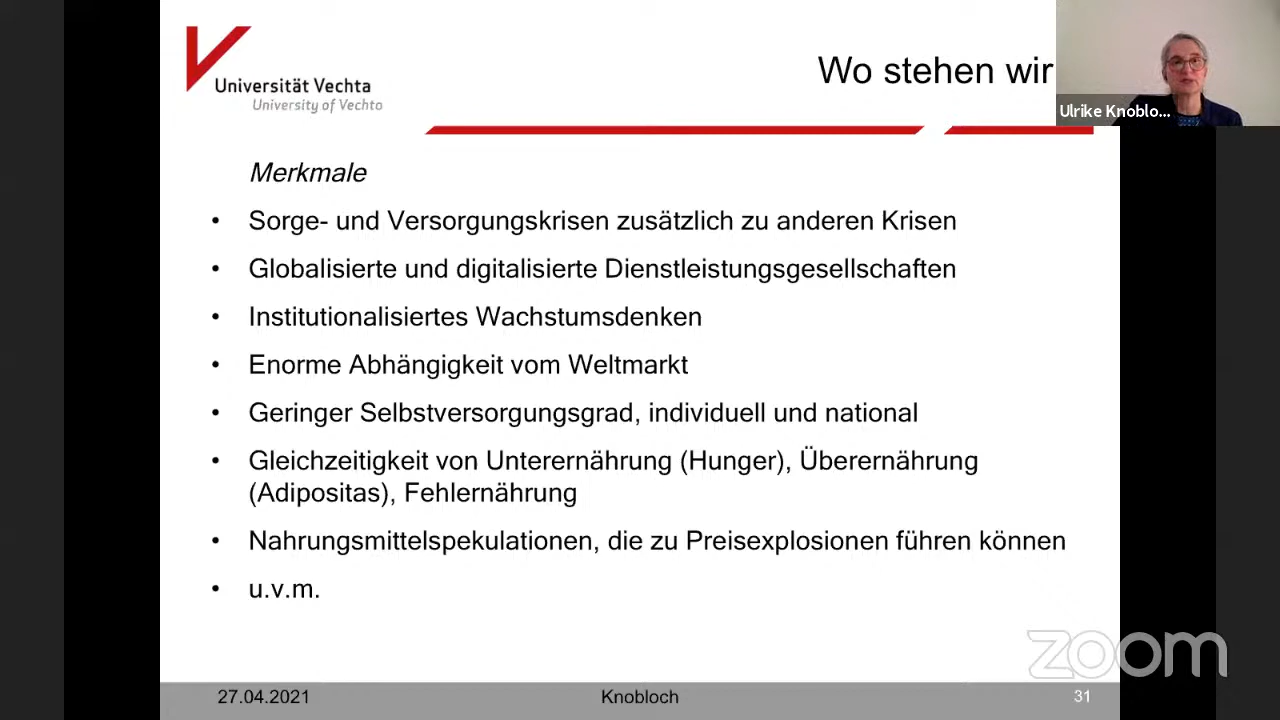 Universität Vechta
University of Vechta
Wo stehen wir
Ulrike Knoblo...
Merkmale
• Sorge- und Versorgungskrisen zusätzlich zu anderen Krisen
• Globalisierte und digitalisierte Dienstleistungsgesellschaften
• Institutionalisiertes Wachstumsdenken
• Enorme Abhängigkeit vom Weltmarkt
• Geringer Selbstversorgungsgrad, individuell und national
• Gleichzeitigkeit von Unterernährung (Hunger), Überernährung
(Adipositas), Fehlernährung
• Nahrungsmittelspekulationen, die zu Preisexplosionen führen können
• u.v.m.
zoom
27.04.2021
Knobloch
31